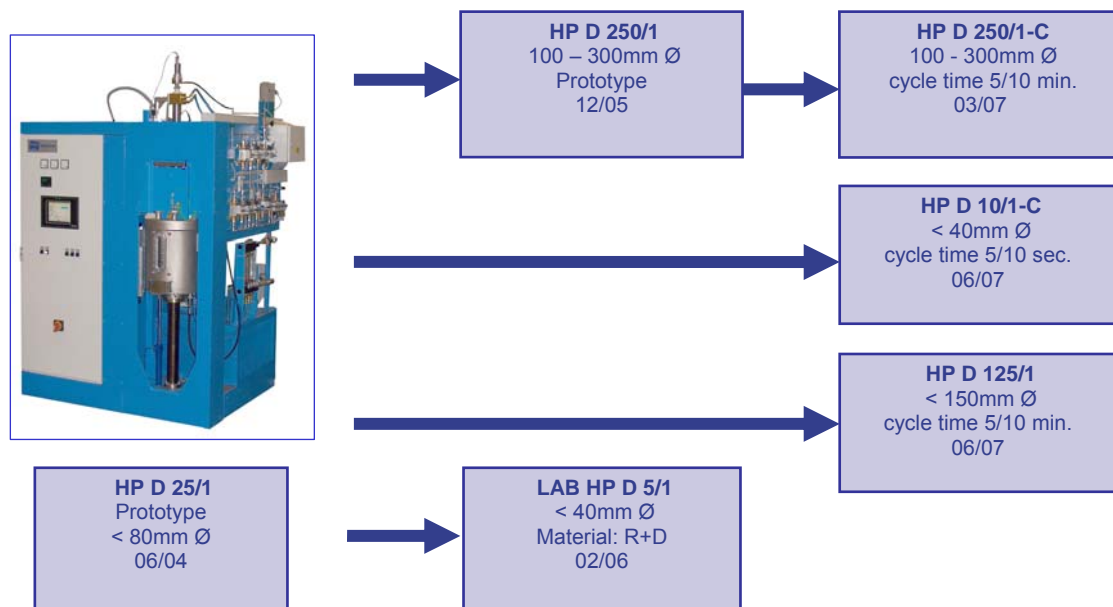 HP D 250/1
100 – 300mm Ø
Prototype
12/05
HP D 250/1-C
100 - 300mm Ø
cycle time 5/10 min.
03/07
HP D 10/1-C
< 40mm Ø
cycle time 5/10 sec.
06/07
HP D 125/1
< 150mm Ø
cycle time 5/10 min.
06/07
HP D 25/1
Prototype
< 80mm Ø
06/04
LAB HP D 5/1
< 40mm Ø
Material: R+D
02/06